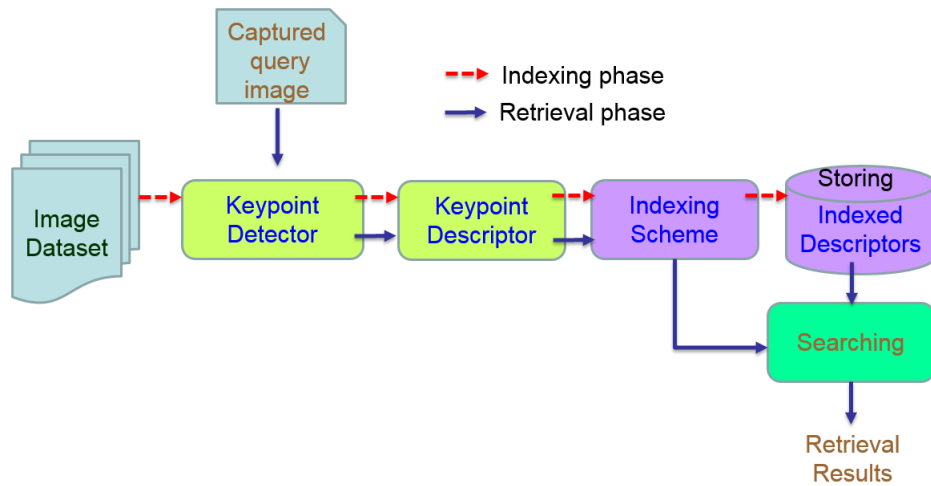 Captured
query
image
Indexing phase
Retrieval phase
Image
Dataset
Keypoint
Detector
Keypoint
Descriptor
Indexing
Scheme
Storing
Indexed
Descriptors
Searching
Retrieval
Results